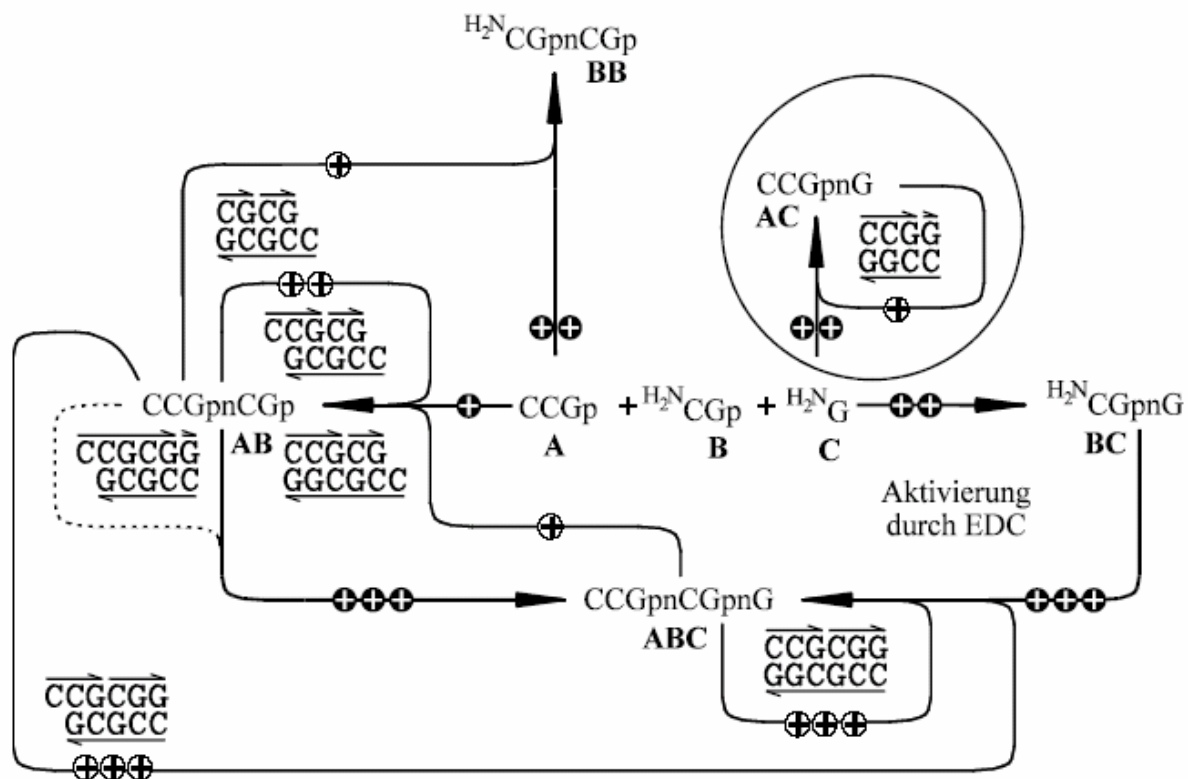 H₂NCGpnCGp
BB
CCGpnG
AC
CCGG
GGCC
CGCG
GCGCC
CCGCG
GCGCC
CCGpnCGp
AB
CCGp + H₂NCGp + H₂NG
A B C
H₂NCGpnG
BC
CCGCGG
GCGCC
CCGCG
GGCGCC
Aktivierung
durch EDC
CCGpnCGpnG
ABC
CCGCGG
GGCGCC
CCGCGG
GCGCC